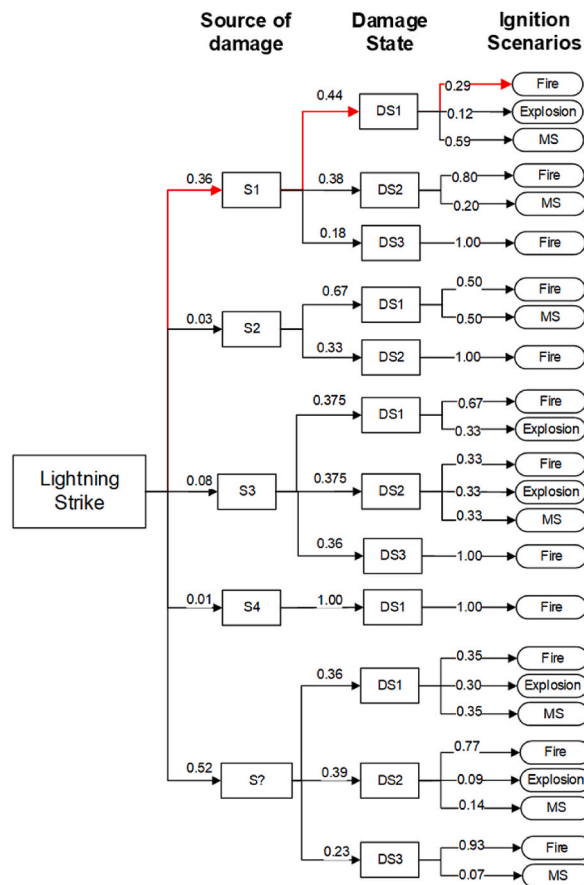 Source of damage
Damage State
Ignition Scenarios
Lightning Strike
0.36
S1
0.44
DS1
0.29
Fire
0.12
Explosion
0.59
MS
0.38
DS2
0.80
Fire
0.20
MS
0.18
DS3
1.00
Fire
0.03
S2
0.67
DS1
0.50
Fire
0.50
MS
0.33
DS2
1.00
Fire
0.08
S3
0.375
DS1
0.67
Fire
0.33
Explosion
0.375
DS2
0.33
Fire
0.33
Explosion
0.33
MS
0.36
DS3
1.00
Fire
0.01
S4
1.00
DS1
1.00
Fire
0.52
S?
0.36
DS1
0.35
Fire
0.30
Explosion
0.35
MS
0.39
DS2
0.77
Fire
0.09
Explosion
0.14
MS
0.23
DS3
0.93
Fire
0.07
MS